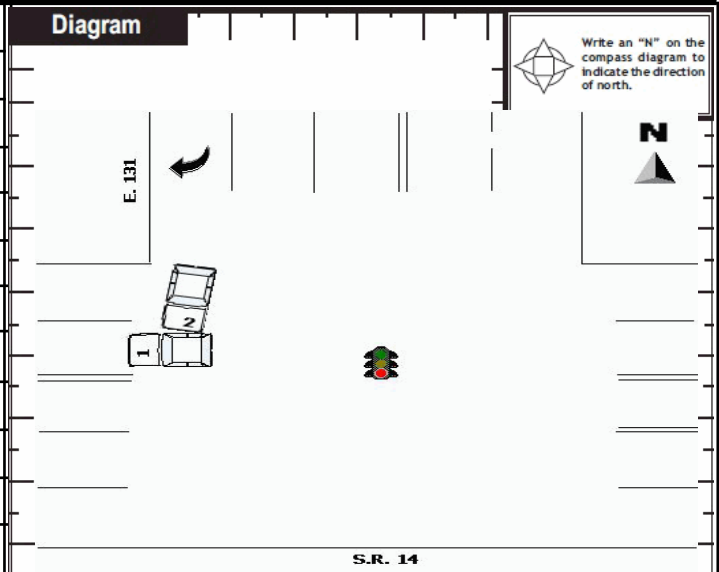 Diagram
Write an “N” on the
compass diagram to
indicate the direction
of north.
N
E. 131
2
1
S.R. 14